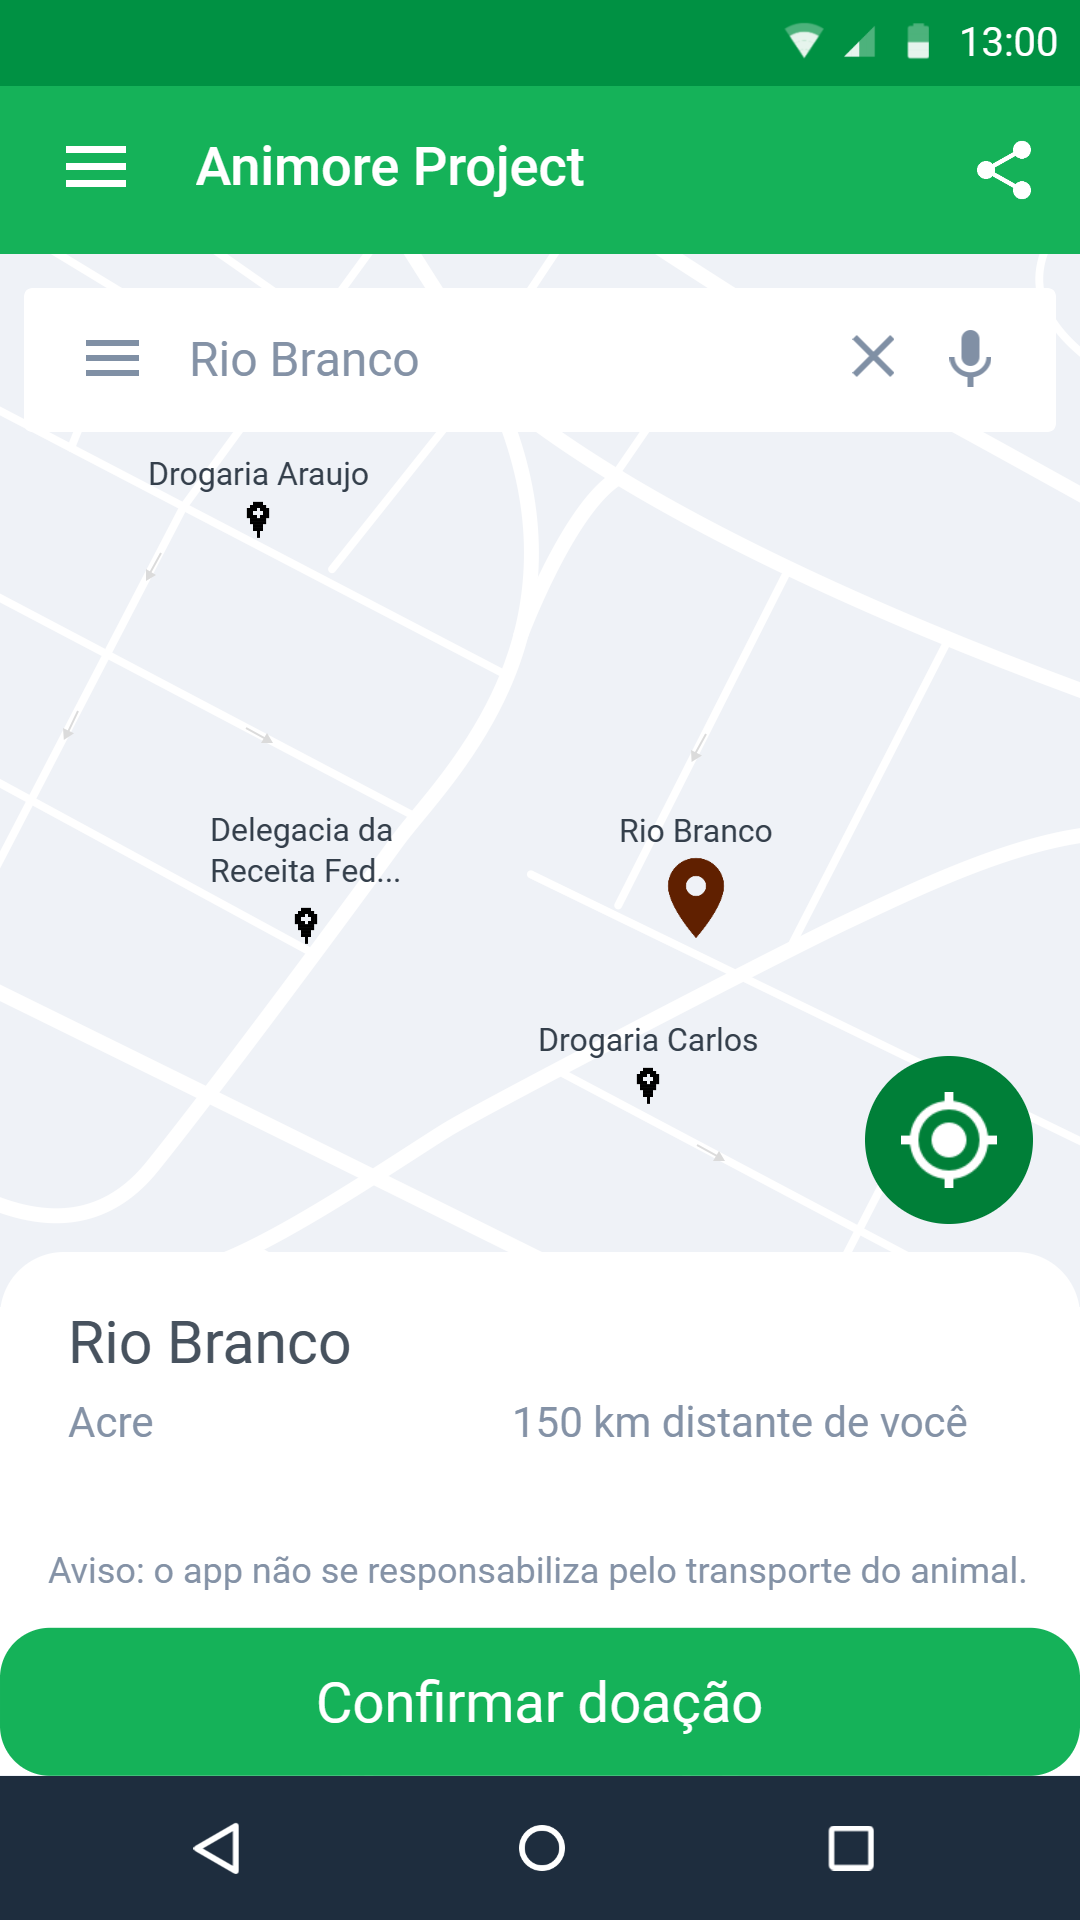 13:00
Animore Project
Rio Branco
Drogaria Araujo
Delegacia da
Receita Fed...
Rio Branco
Drogaria Carlos
Rio Branco
Acre
150 km distante de você
Aviso: o app não se responsabiliza pelo transporte do animal.
Confirmar doação